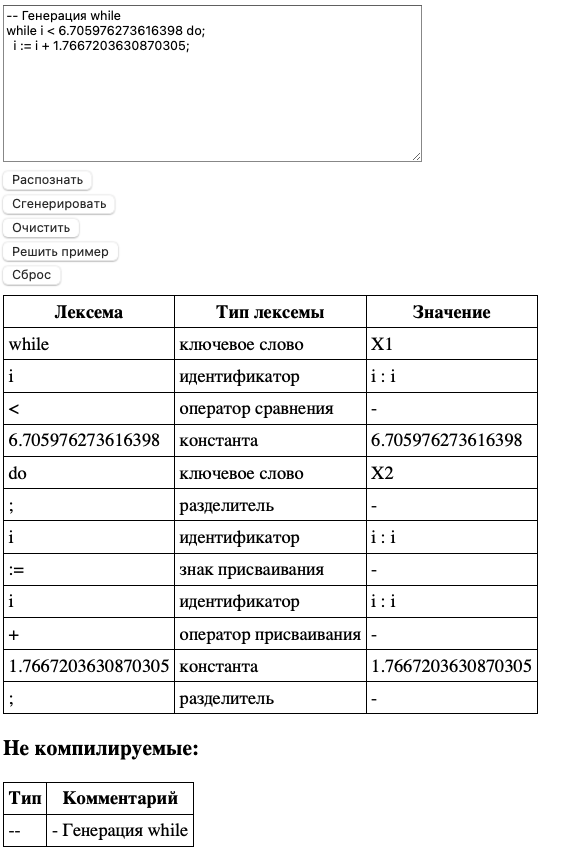 -- Генерация while
while i < 6.705976273616398 do;
i := i + 1.7667203630870305;
Распознать
Сгенерировать
Очистить
Решить пример
Сброс
Лексема Тип лексемы Значение
while ключевое слово X1
i идентификатор i : i
< оператор сравнения -
6.705976273616398 константа 6.705976273616398
do ключевое слово X2
; разделитель -
i идентификатор i : i
:= знак присваивания -
i идентификатор i : i
+ оператор присваивания -
1.7667203630870305 константа 1.7667203630870305
; разделитель -
Не компилируемые:
Тип Комментарий
-- - Генерация while